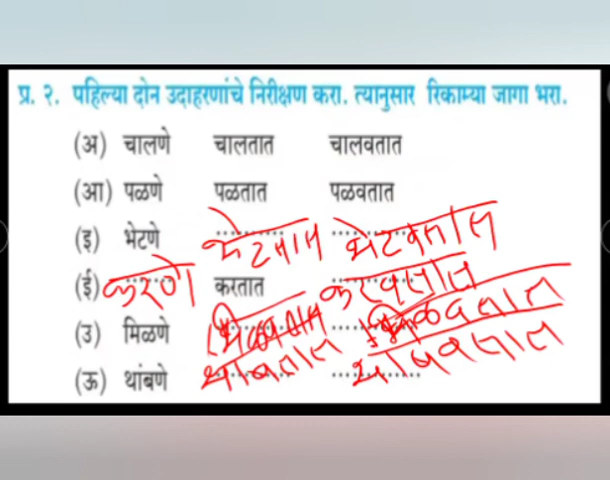 प्र. २. पहिल्या दोन उदाहरणांचे निरीक्षण करा. त्यानुसार रिकाम्या जागा भरा.
(अ) चालणे चालतात चालवतात
(आ) पळणे पळतात पळवतात
(इ) भेटणे भेटतात भेटवतात
(ई) करणे करतात करवतात
(उ) मिळणे मिळवतात
(ऊ) थांबणे थांबतात थांबवतात